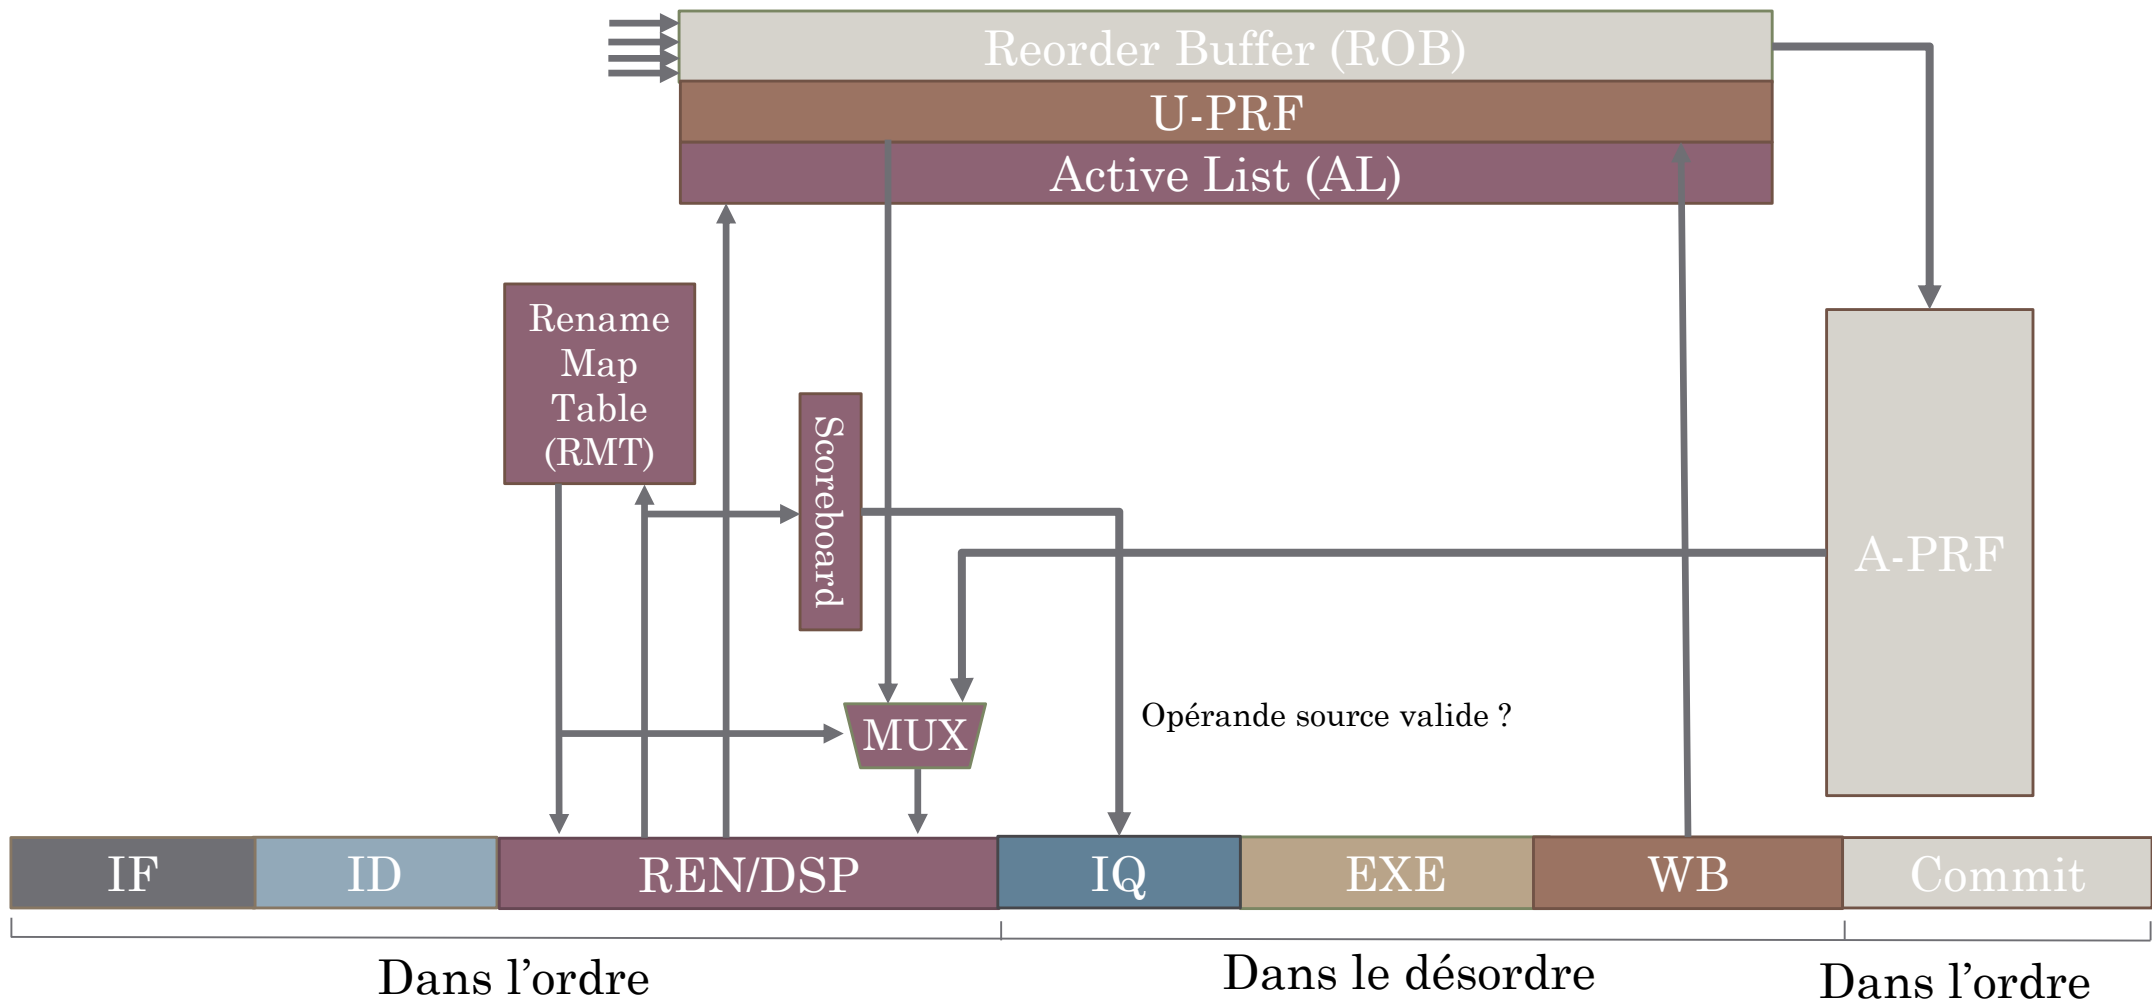 Reorder Buffer (ROB)
U-PRF
Active List (AL)
Rename
Map
Table
(RMT)
Scoreboard
A-PRF
MUX
Opérande source valide ?
IF
ID
REN/DSP
IQ
EXE
WB
Commit
Dans l’ordre
Dans le désordre
Dans l’ordre